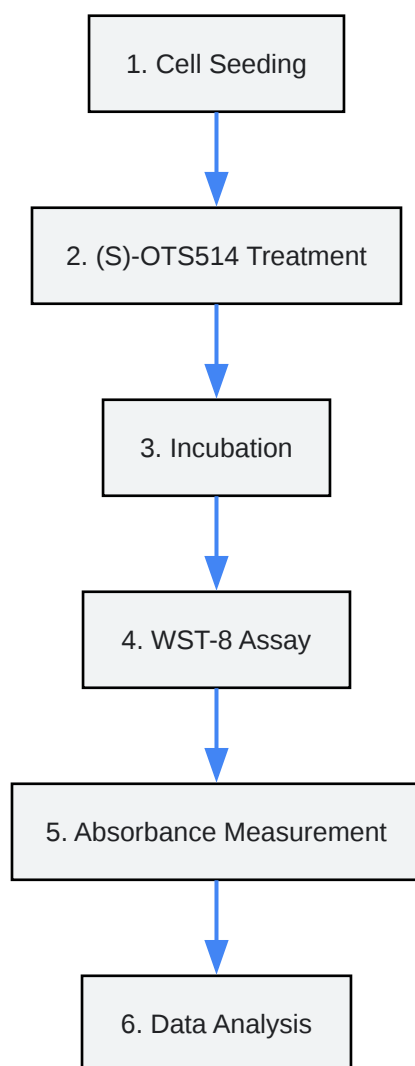 1. Cell Seeding
2. (S)-OTS514 Treatment
3. Incubation
4. WST-8 Assay
5. Absorbance Measurement
6. Data Analysis